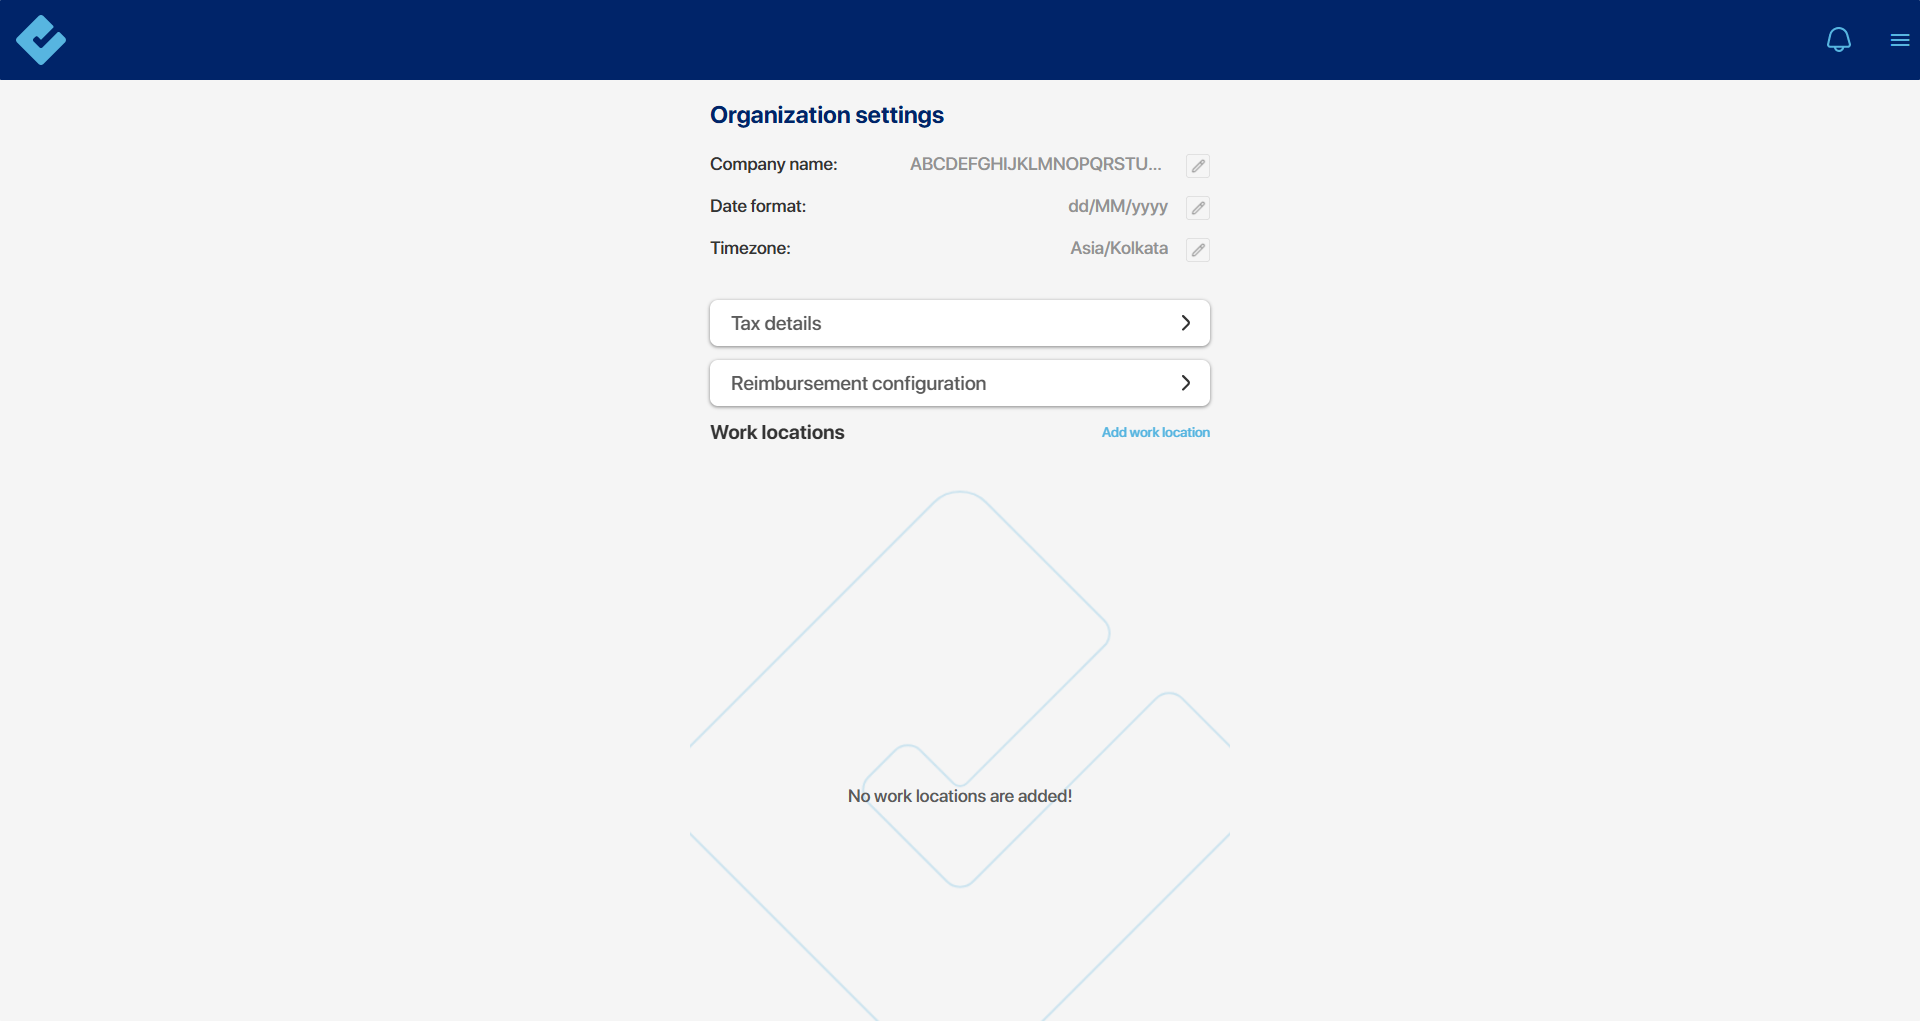 Organization settings
Company name: ABCDEFGHIJKLMNOPQRSTU...
Date format: dd/MM/yyyy
Timezone: Asia/Kolkata
Tax details
Reimbursement configuration
Work locations Add work location
No work locations are added!